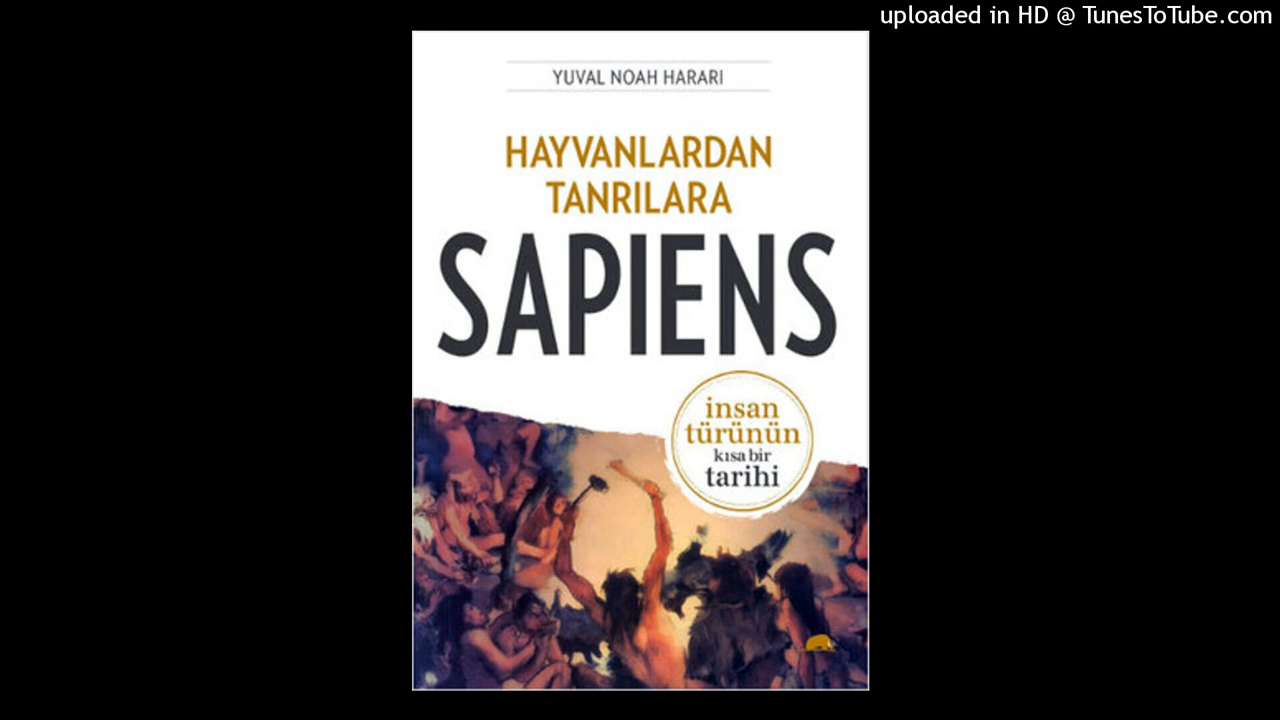 uploaded in HD @ TunesToTube.com
YUVAL NOAH HARARI
HAYVANLARDAN
TANRILARA
SAPIENS
insan
türünün
kısa bir
tarihi